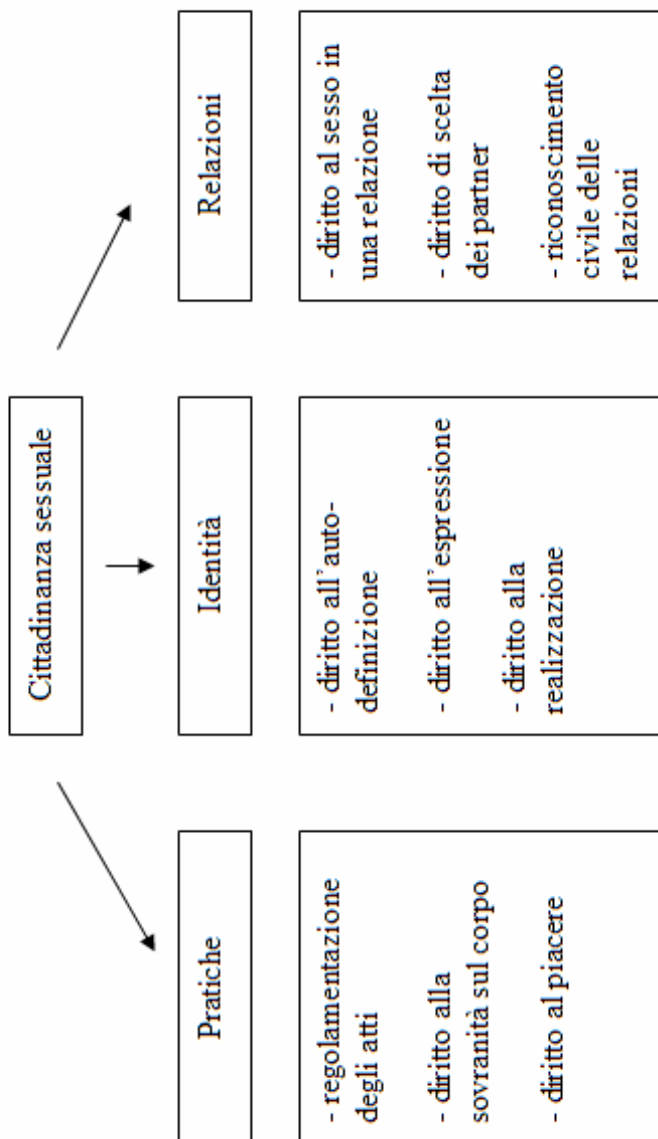 Cittadinanza sessuale
Pratiche
Identità
Relazioni
- regolamentazione
degli atti
- diritto alla
sovranità sul corpo
- diritto al piacere
- diritto all'auto-
definizione
- diritto all'espressione
- diritto alla
realizzazione
- diritto al sesso in
una relazione
- diritto di scelta
dei partner
- riconoscimento
civile delle
relazioni